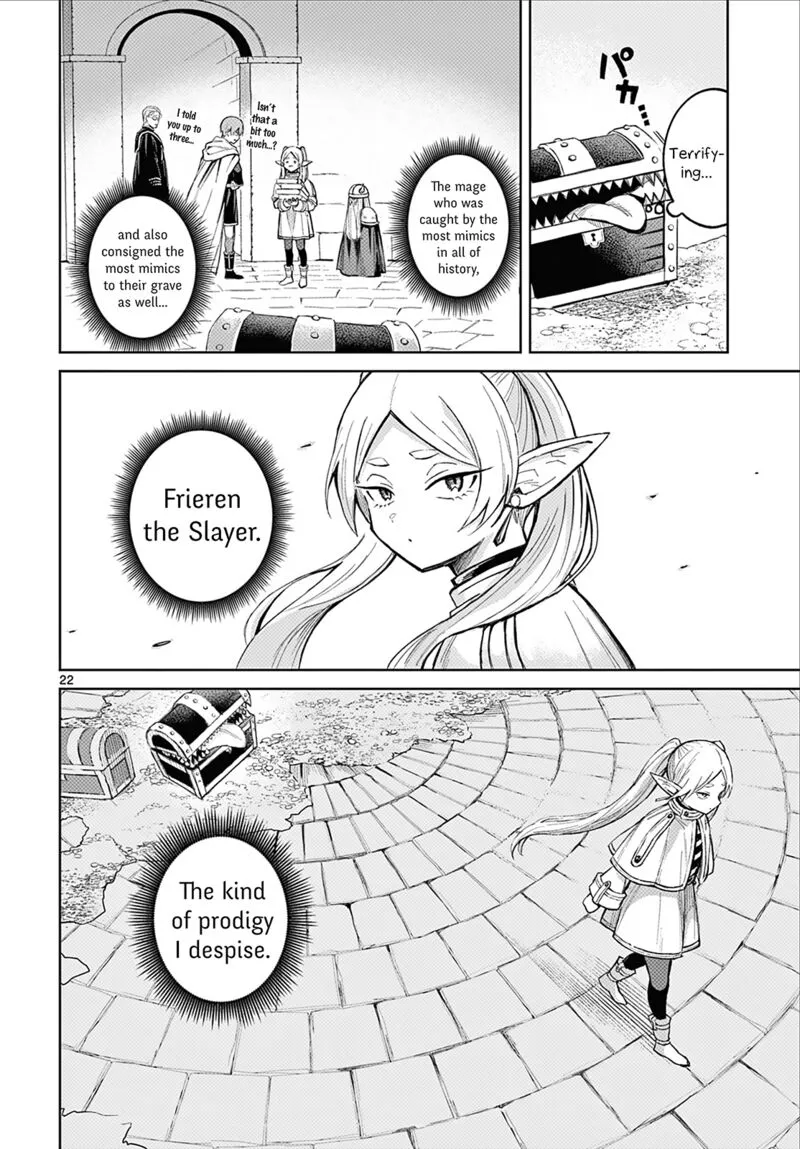 パカ…
Terrify-
ing…
The mage
who was
caught by the
most mimics
in all of
history,
Isn't
that a
bit too
much…?
I told
you up to
three…
and also
consigned the
most mimics
to their grave
as well…
Frieren
the Slayer.
22
The kind
of prodigy
I despise.